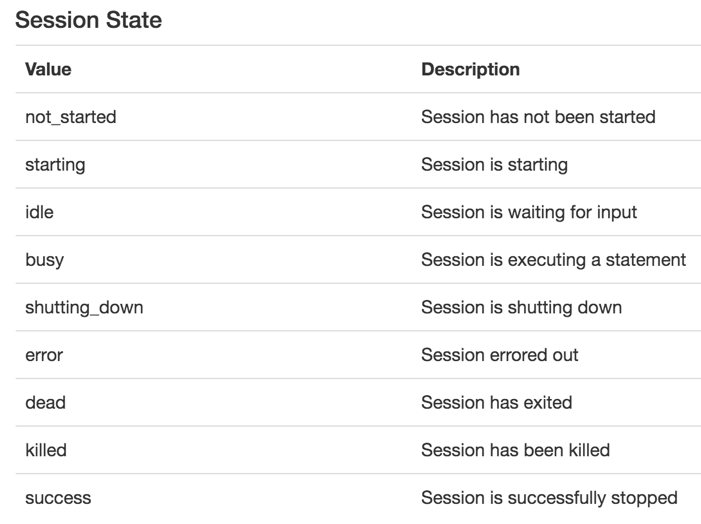 Session State
Value Description
not_started Session has not been started
starting Session is starting
idle Session is waiting for input
busy Session is executing a statement
shutting_down Session is shutting down
error Session errored out
dead Session has exited
killed Session has been killed
success Session is successfully stopped